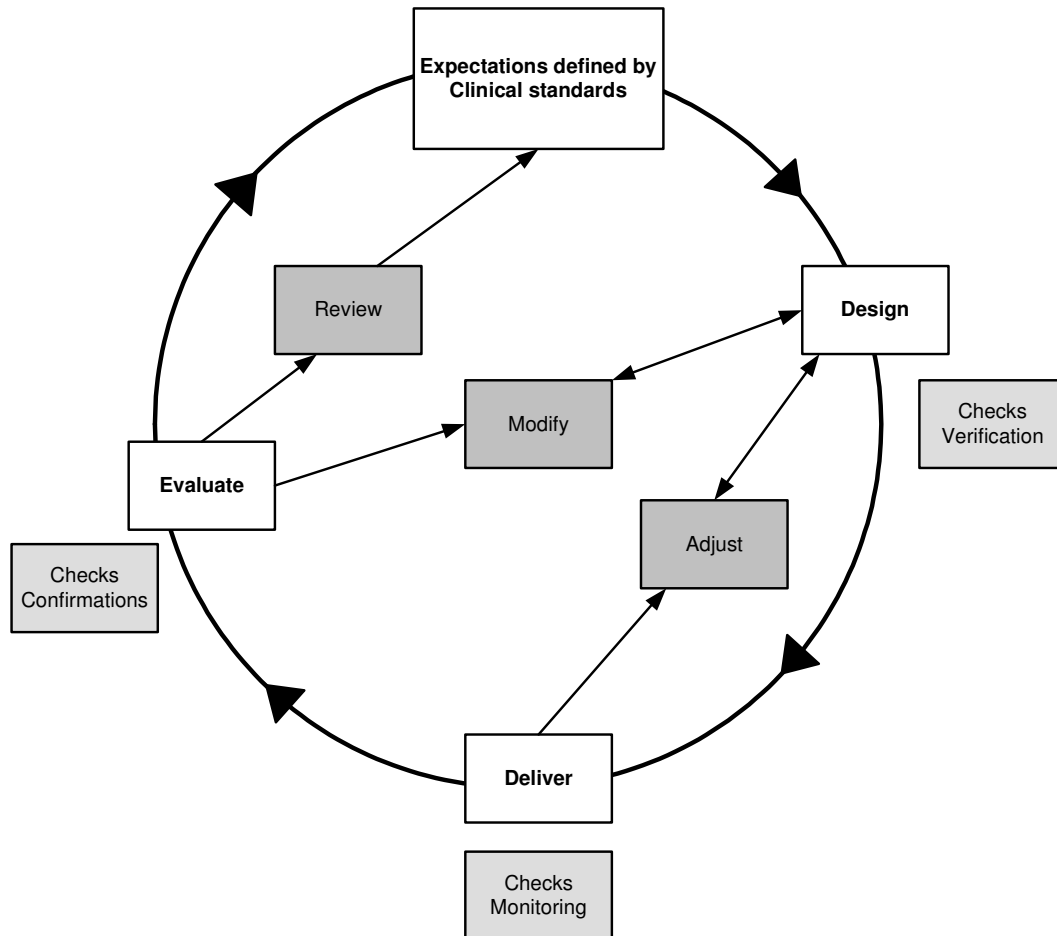 Expectations defined by
Clinical standards
Review
Design
Modify
Checks
Verification
Evaluate
Adjust
Checks
Confirmations
Deliver
Checks
Monitoring